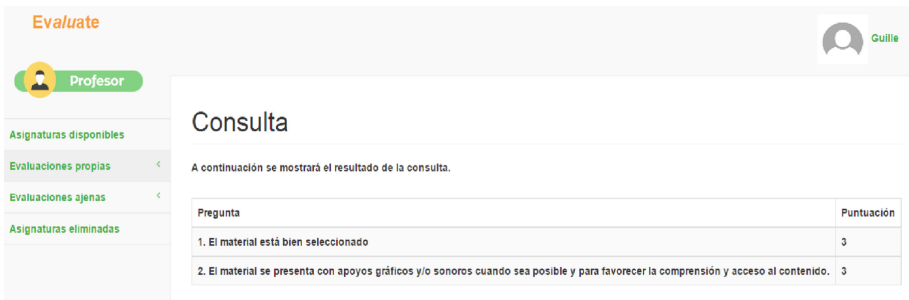 Evaluate
Guille
Profesor
Consulta
Asignaturas disponibles
Evaluaciones propias
A continuación se mostrará el resultado de la consulta.
Evaluaciones ajenas
Pregunta Puntuación
Asignaturas eliminadas
1. El material está bien seleccionado 3
2. El material se presenta con apoyos gráficos y/o sonoros cuando sea posible y para favorecer la comprensión y acceso al contenido. 3